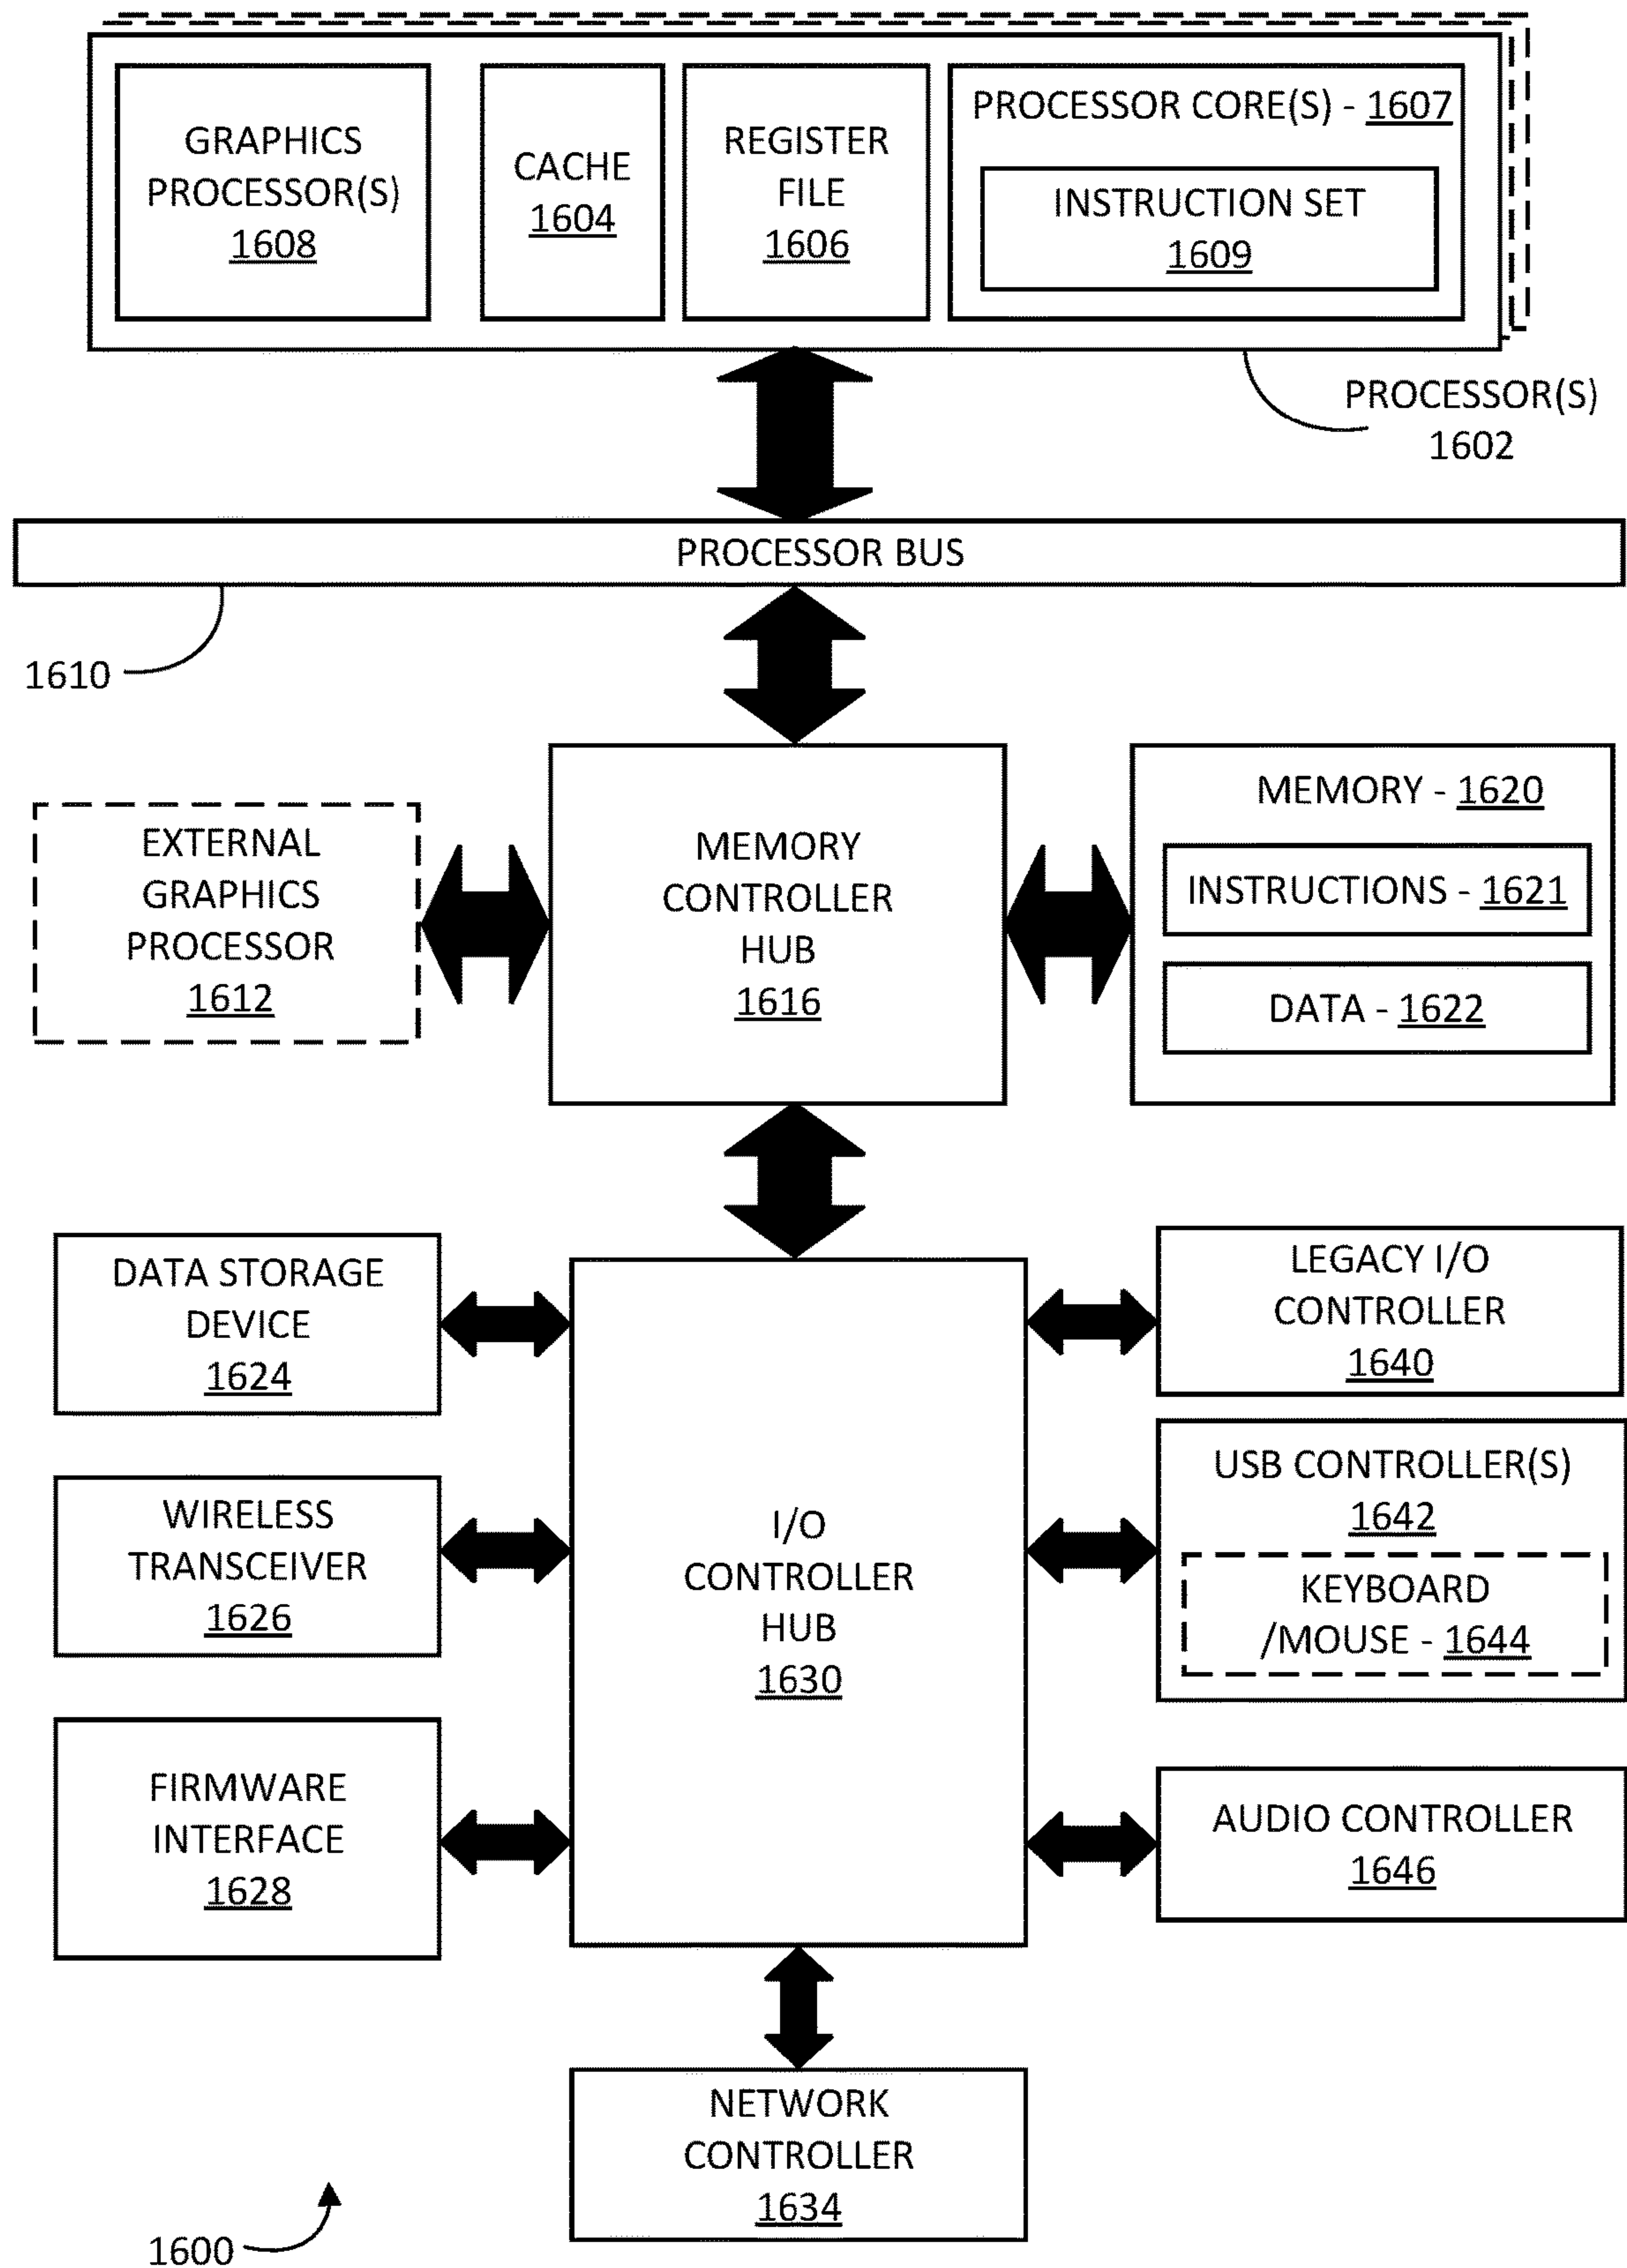 GRAPHICS
PROCESSOR(S)
1608
CACHE
1604
REGISTER
FILE
1606
PROCESSOR CORE(S) - 1607
INSTRUCTION SET
1609
PROCESSOR(S)
1602
PROCESSOR BUS
1610
EXTERNAL
GRAPHICS
PROCESSOR
1612
MEMORY
CONTROLLER
HUB
1616
MEMORY - 1620
INSTRUCTIONS - 1621
DATA - 1622
DATA STORAGE
DEVICE
1624
WIRELESS
TRANSCEIVER
1626
FIRMWARE
INTERFACE
1628
I/O
CONTROLLER
HUB
1630
LEGACY I/O
CONTROLLER
1640
USB CONTROLLER(S)
1642
KEYBOARD
/MOUSE - 1644
AUDIO CONTROLLER
1646
NETWORK
CONTROLLER
1634
1600